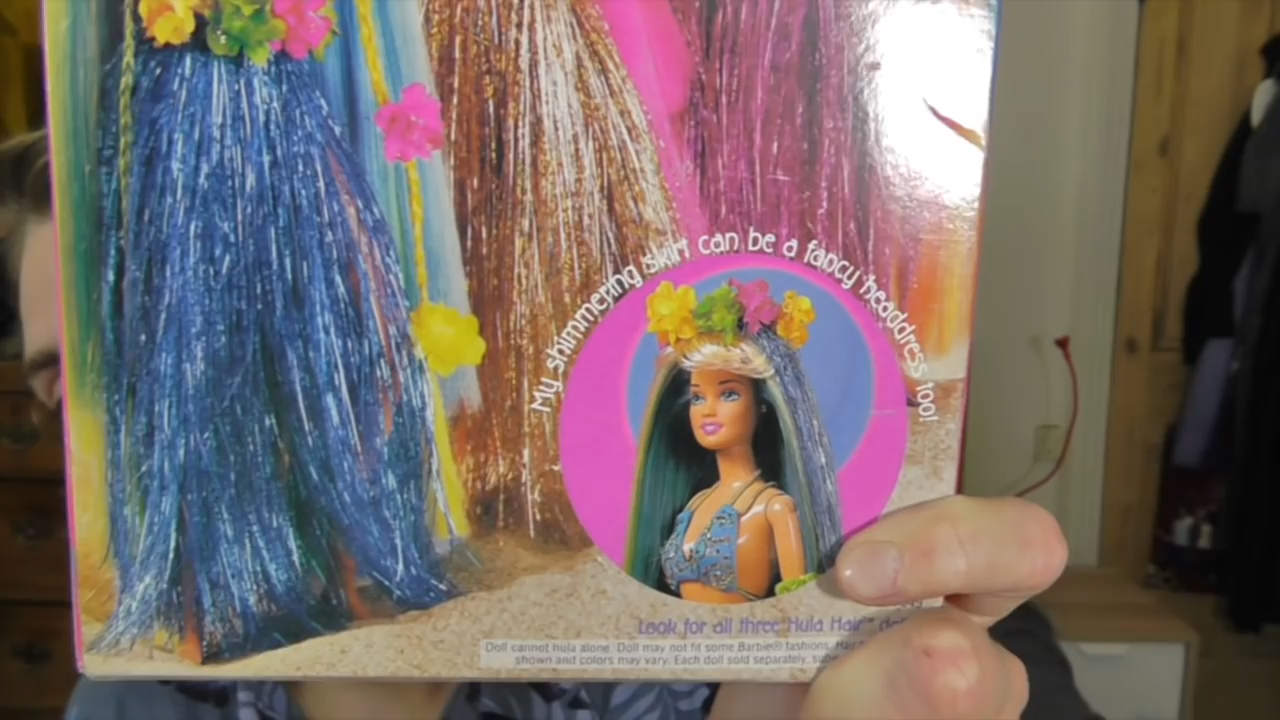 My shimmering skirt can be a fancy headdress too!
Look for all three Hula Hair™
Doll cannot hula alone. Doll may not fit some Barbie® fashions.
shown and colors may vary. Each doll sold separately,